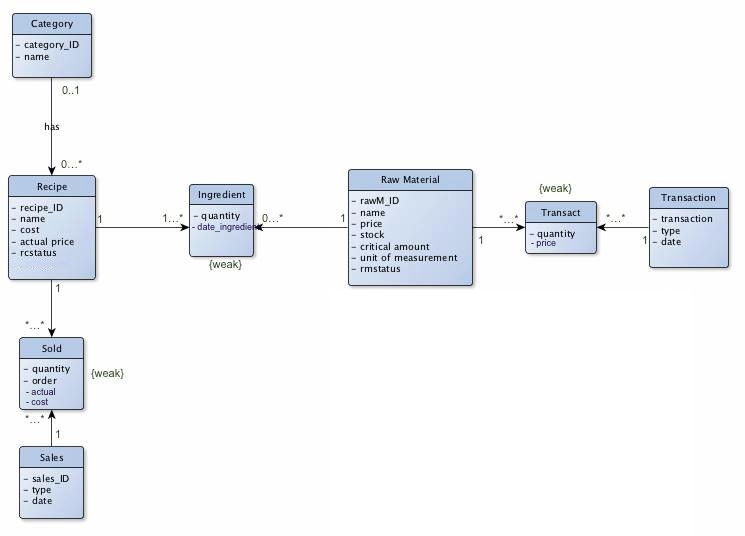 Category
– category_ID
– name
0..1
has
0...*
Recipe
– recipe_ID
– name
– cost
– actual price
– rcstatus
1
1...*
Ingredient
– quantity
- date_ingredient
{weak}
0...*
1
Raw Material
– rawM_ID
– name
– price
– stock
– critical amount
– unit of measurement
– rmstatus
1
*...*
{weak}
Transact
– quantity
- price
*...*
1
Transaction
– transaction
– type
– date
1
*...*
Sold
– quantity
– order
- actual
- cost
{weak}
*...*
1
Sales
– sales_ID
– type
– date